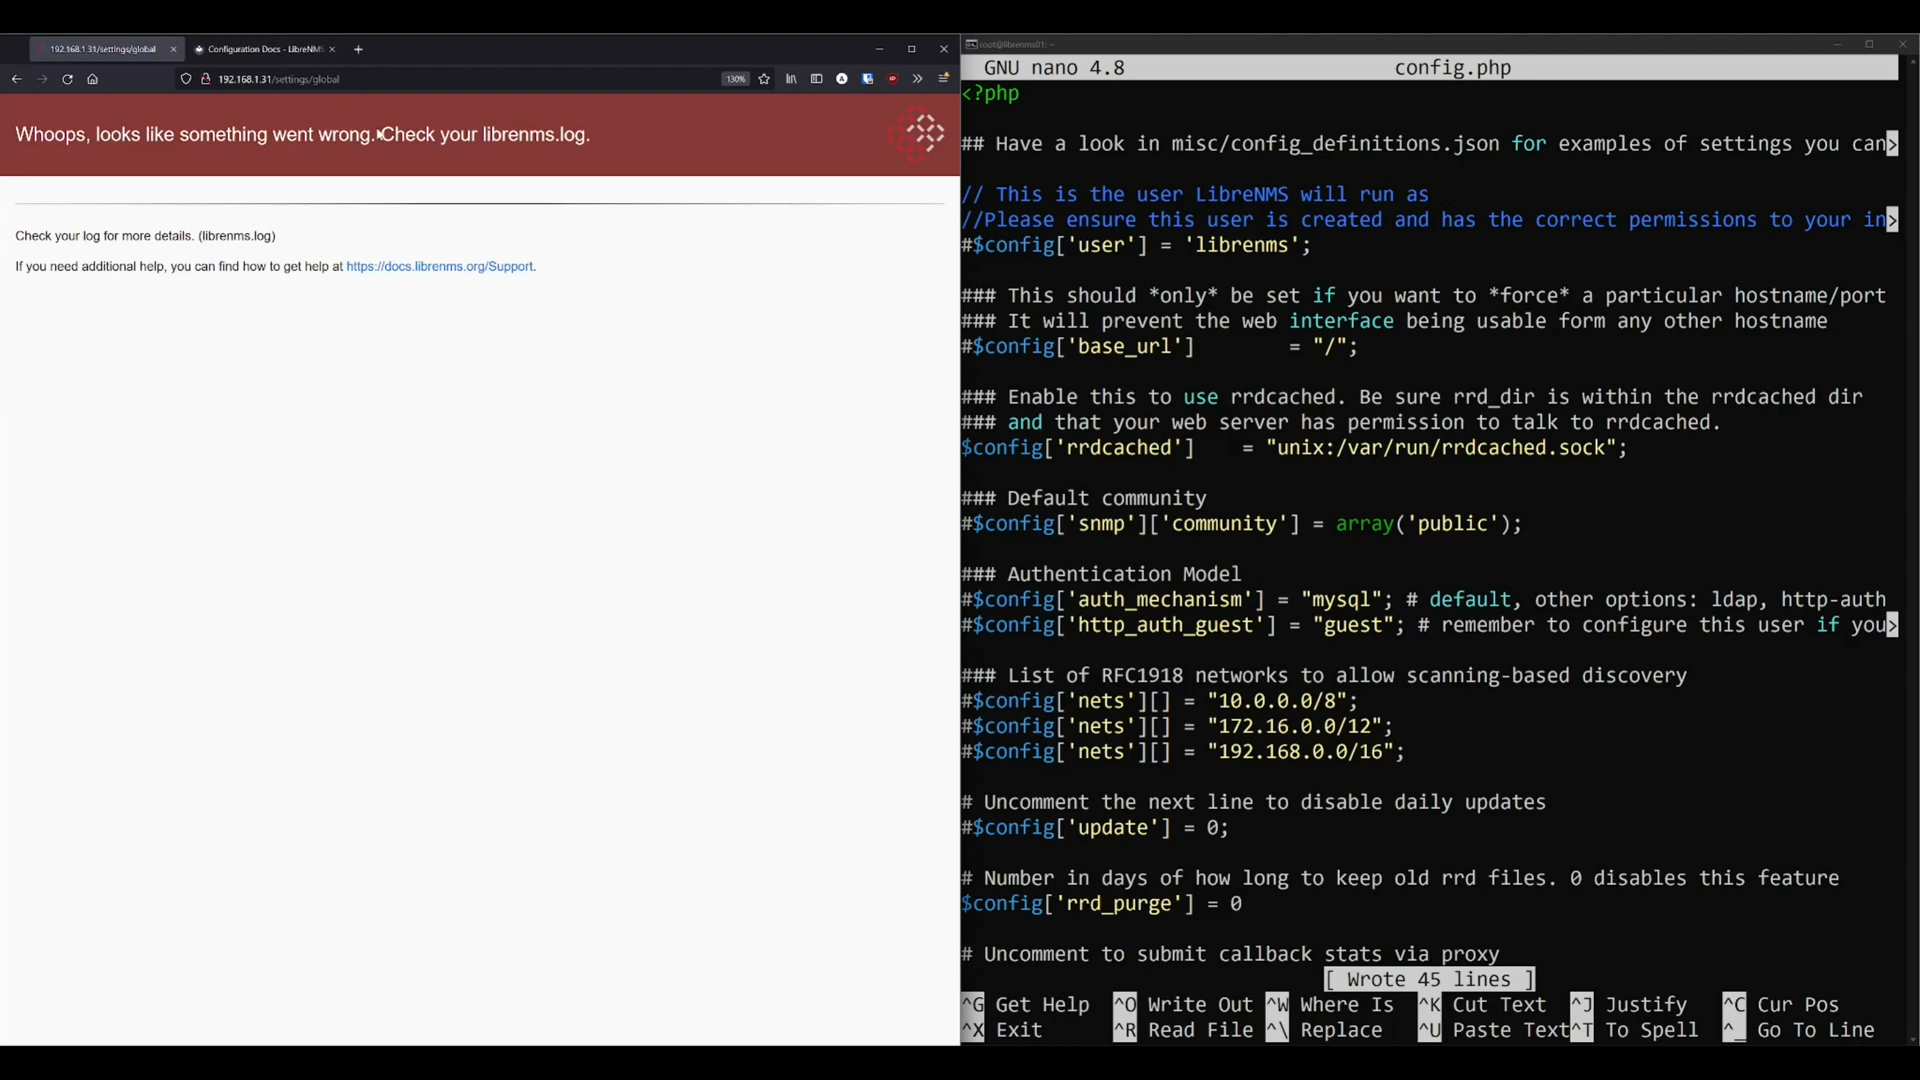 192.168.1.31/settings/global
Configuration Docs - LibreNMS
192.168.1.31/settings/global
130%
Whoops, looks like something went wrong. Check your librenms.log.
Check your log for more details. (librenms.log)
If you need additional help, you can find how to get help at https://docs.librenms.org/Support.
root@librenms01: ~
GNU nano 4.8 config.php
<?php
## Have a look in misc/config_definitions.json for examples of settings you can>
// This is the user LibreNMS will run as
//Please ensure this user is created and has the correct permissions to your in>
#$config['user'] = 'librenms';
### This should *only* be set if you want to *force* a particular hostname/port
### It will prevent the web interface being usable form any other hostname
#$config['base_url'] = "/";
### Enable this to use rrdcached. Be sure rrd_dir is within the rrdcached dir
### and that your web server has permission to talk to rrdcached.
$config['rrdcached'] = "unix:/var/run/rrdcached.sock";
### Default community
#$config['snmp']['community'] = array('public');
### Authentication Model
#$config['auth_mechanism'] = "mysql"; # default, other options: ldap, http-auth
#$config['http_auth_guest'] = "guest"; # remember to configure this user if you>
### List of RFC1918 networks to allow scanning-based discovery
#$config['nets'][] = "10.0.0.0/8";
#$config['nets'][] = "172.16.0.0/12";
#$config['nets'][] = "192.168.0.0/16";
# Uncomment the next line to disable daily updates
#$config['update'] = 0;
# Number in days of how long to keep old rrd files. 0 disables this feature
$config['rrd_purge'] = 0
# Uncomment to submit callback stats via proxy
[ Wrote 45 lines ]
^G Get Help ^O Write Out ^W Where Is ^K Cut Text ^J Justify ^C Cur Pos
^X Exit ^R Read File ^\ Replace ^U Paste Text ^T To Spell ^_ Go To Line